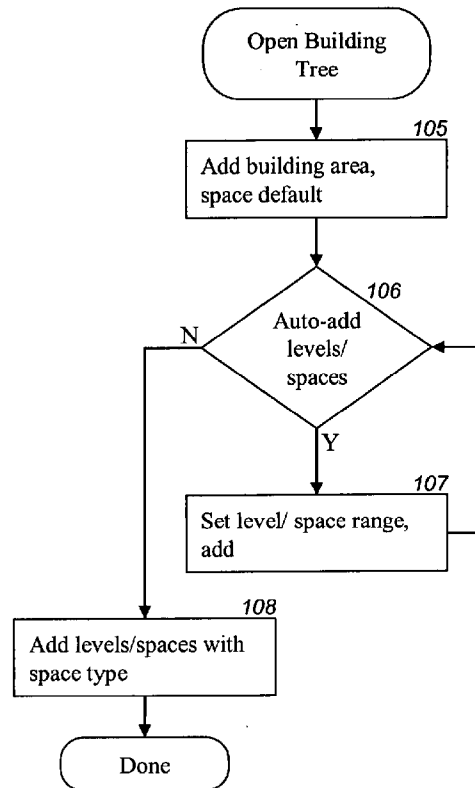 Open Building
Tree
105
Add building area,
space default
106
Auto-add
levels/
spaces
N
Y
107
Set level/ space range,
add
108
Add levels/spaces with
space type
Done